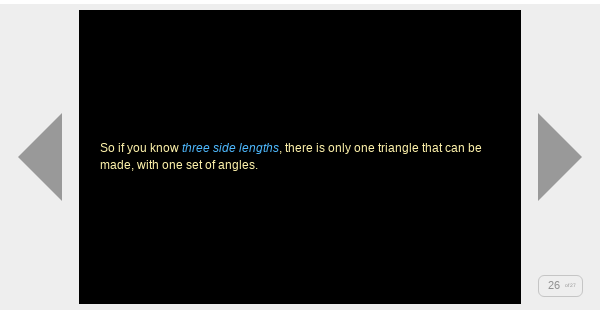 So if you know three side lengths, there is only one triangle that can be
made, with one set of angles.
26